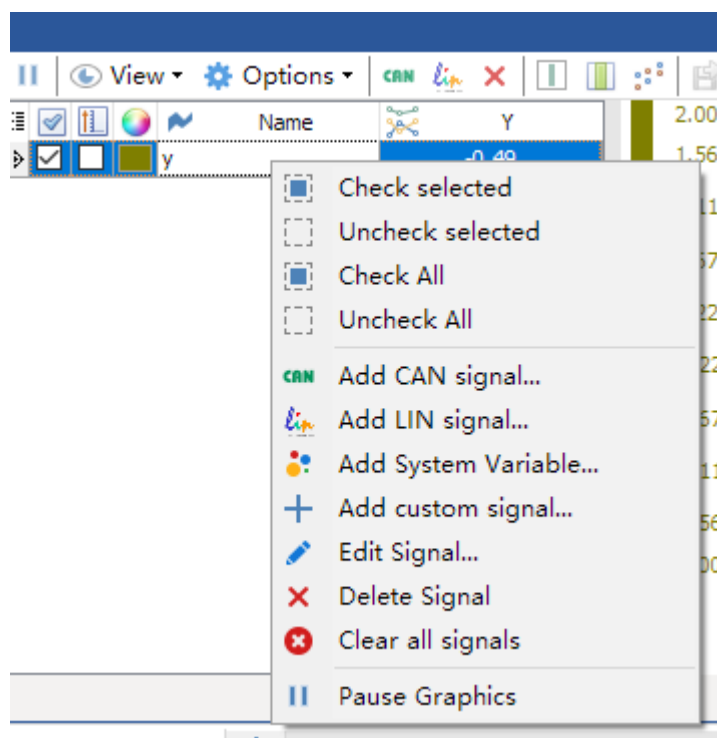 View Options CAN lin
Name Y 2.00
y -0.49 1.56
Check selected
Uncheck selected
Check All
Uncheck All
CAN Add CAN signal...
lin Add LIN signal...
Add System Variable...
Add custom signal...
Edit Signal...
Delete Signal
Clear all signals
Pause Graphics